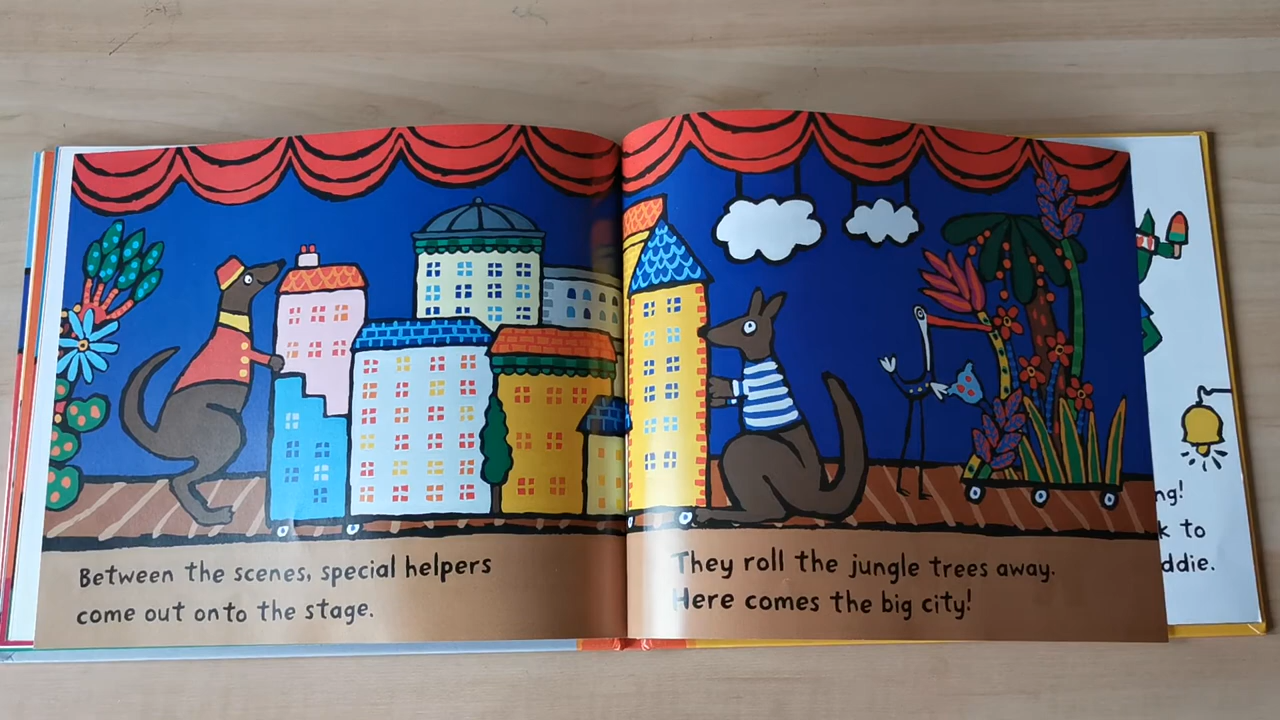 Between the scenes, special helpers
come out onto the stage.
They roll the jungle trees away.
Here comes the big city!
ng!
k to
ddie.